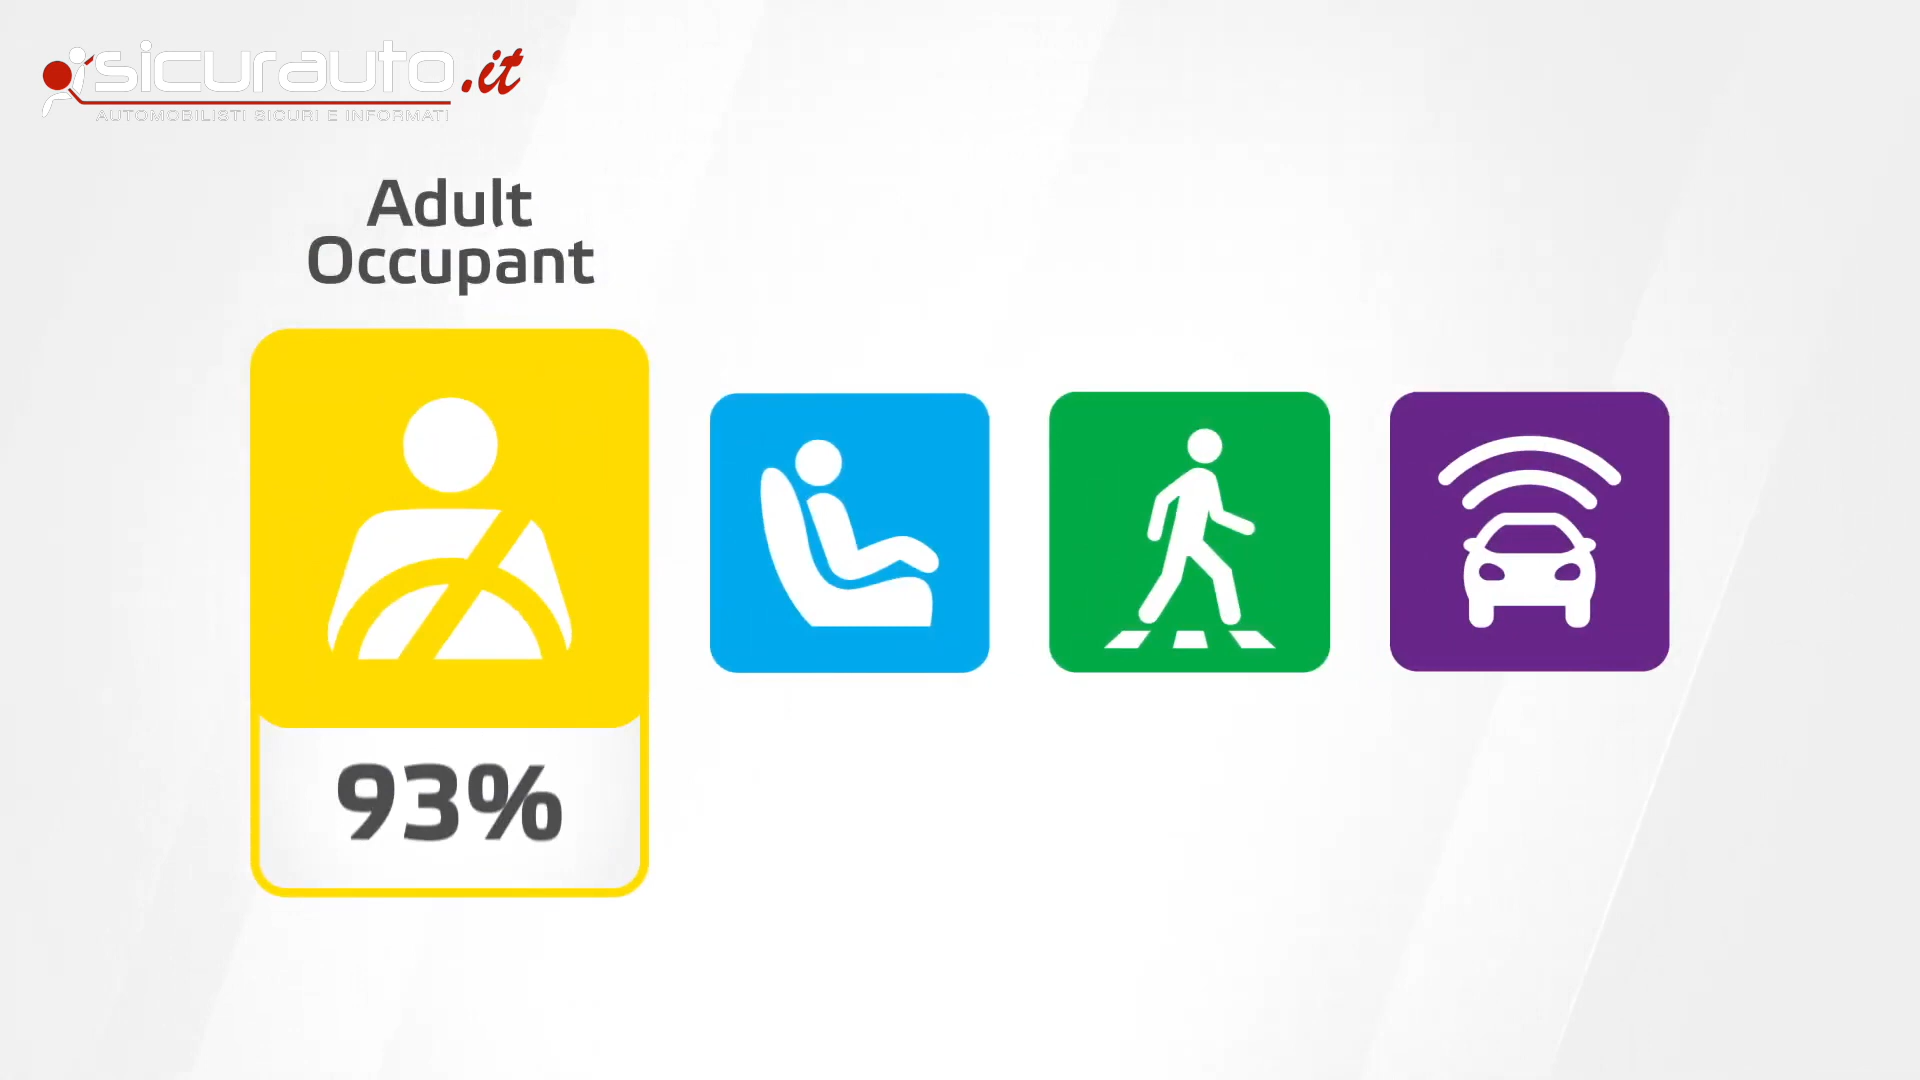 sicurauto.it
AUTOMOBILISTI SICURI E INFORMATI
Adult
Occupant
93%